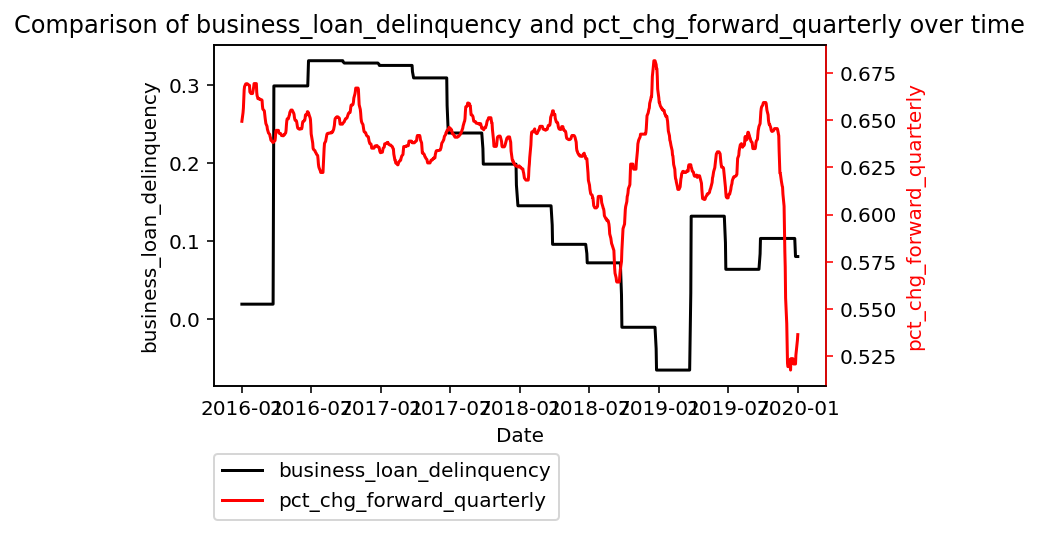 Comparison of business_loan_delinquency and pct_chg_forward_quarterly over time
business_loan_delinquency
0.3
0.2
0.1
0.0
0.675
0.650
0.625
0.600
0.575
0.550
0.525
pct_chg_forward_quarterly
2016-01 2016-07 2017-01 2017-07 2018-01 2018-07 2019-01 2019-07 2020-01
Date
business_loan_delinquency
pct_chg_forward_quarterly